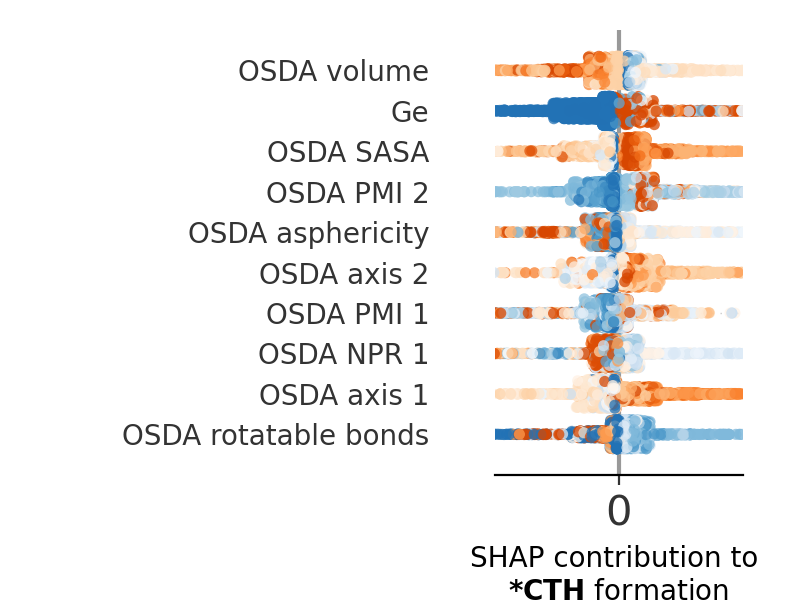 OSDA volume
Ge
OSDA SASA
OSDA PMI 2
OSDA asphericity
OSDA axis 2
OSDA PMI 1
OSDA NPR 1
OSDA axis 1
OSDA rotatable bonds
0
SHAP contribution to
*CTH formation